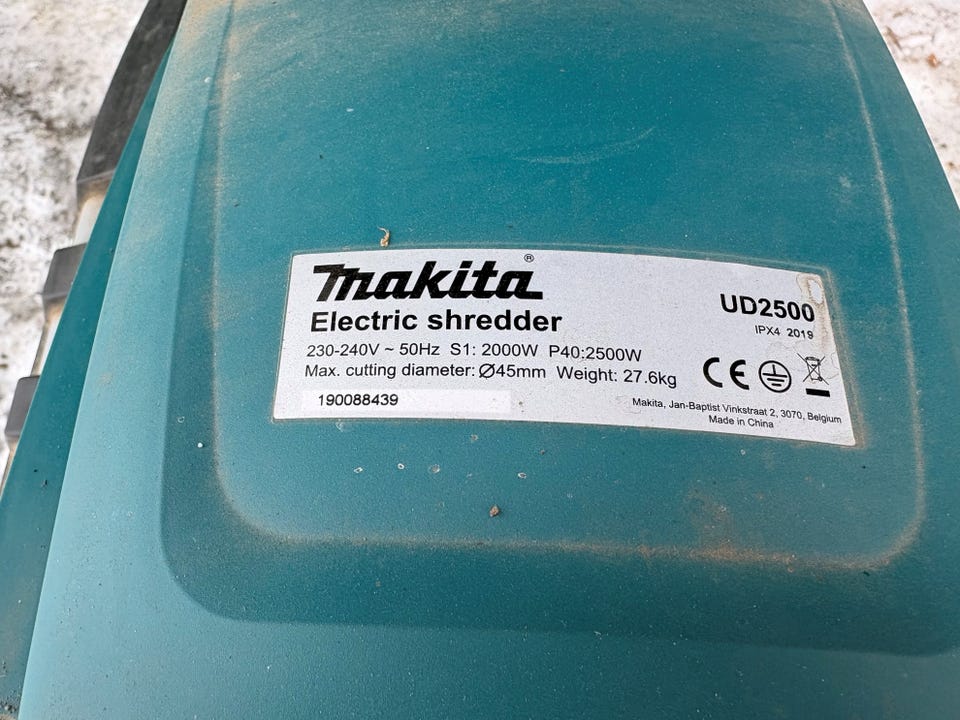 makita®
Electric shredder
UD2500
IPX4 2019
230-240V ~ 50Hz S1: 2000W P40:2500W
Max. cutting diameter: Ø45mm Weight: 27.6kg
CE
190088439
Makita, Jan-Baptist Vinkstraat 2, 3070, Belgium
Made in China